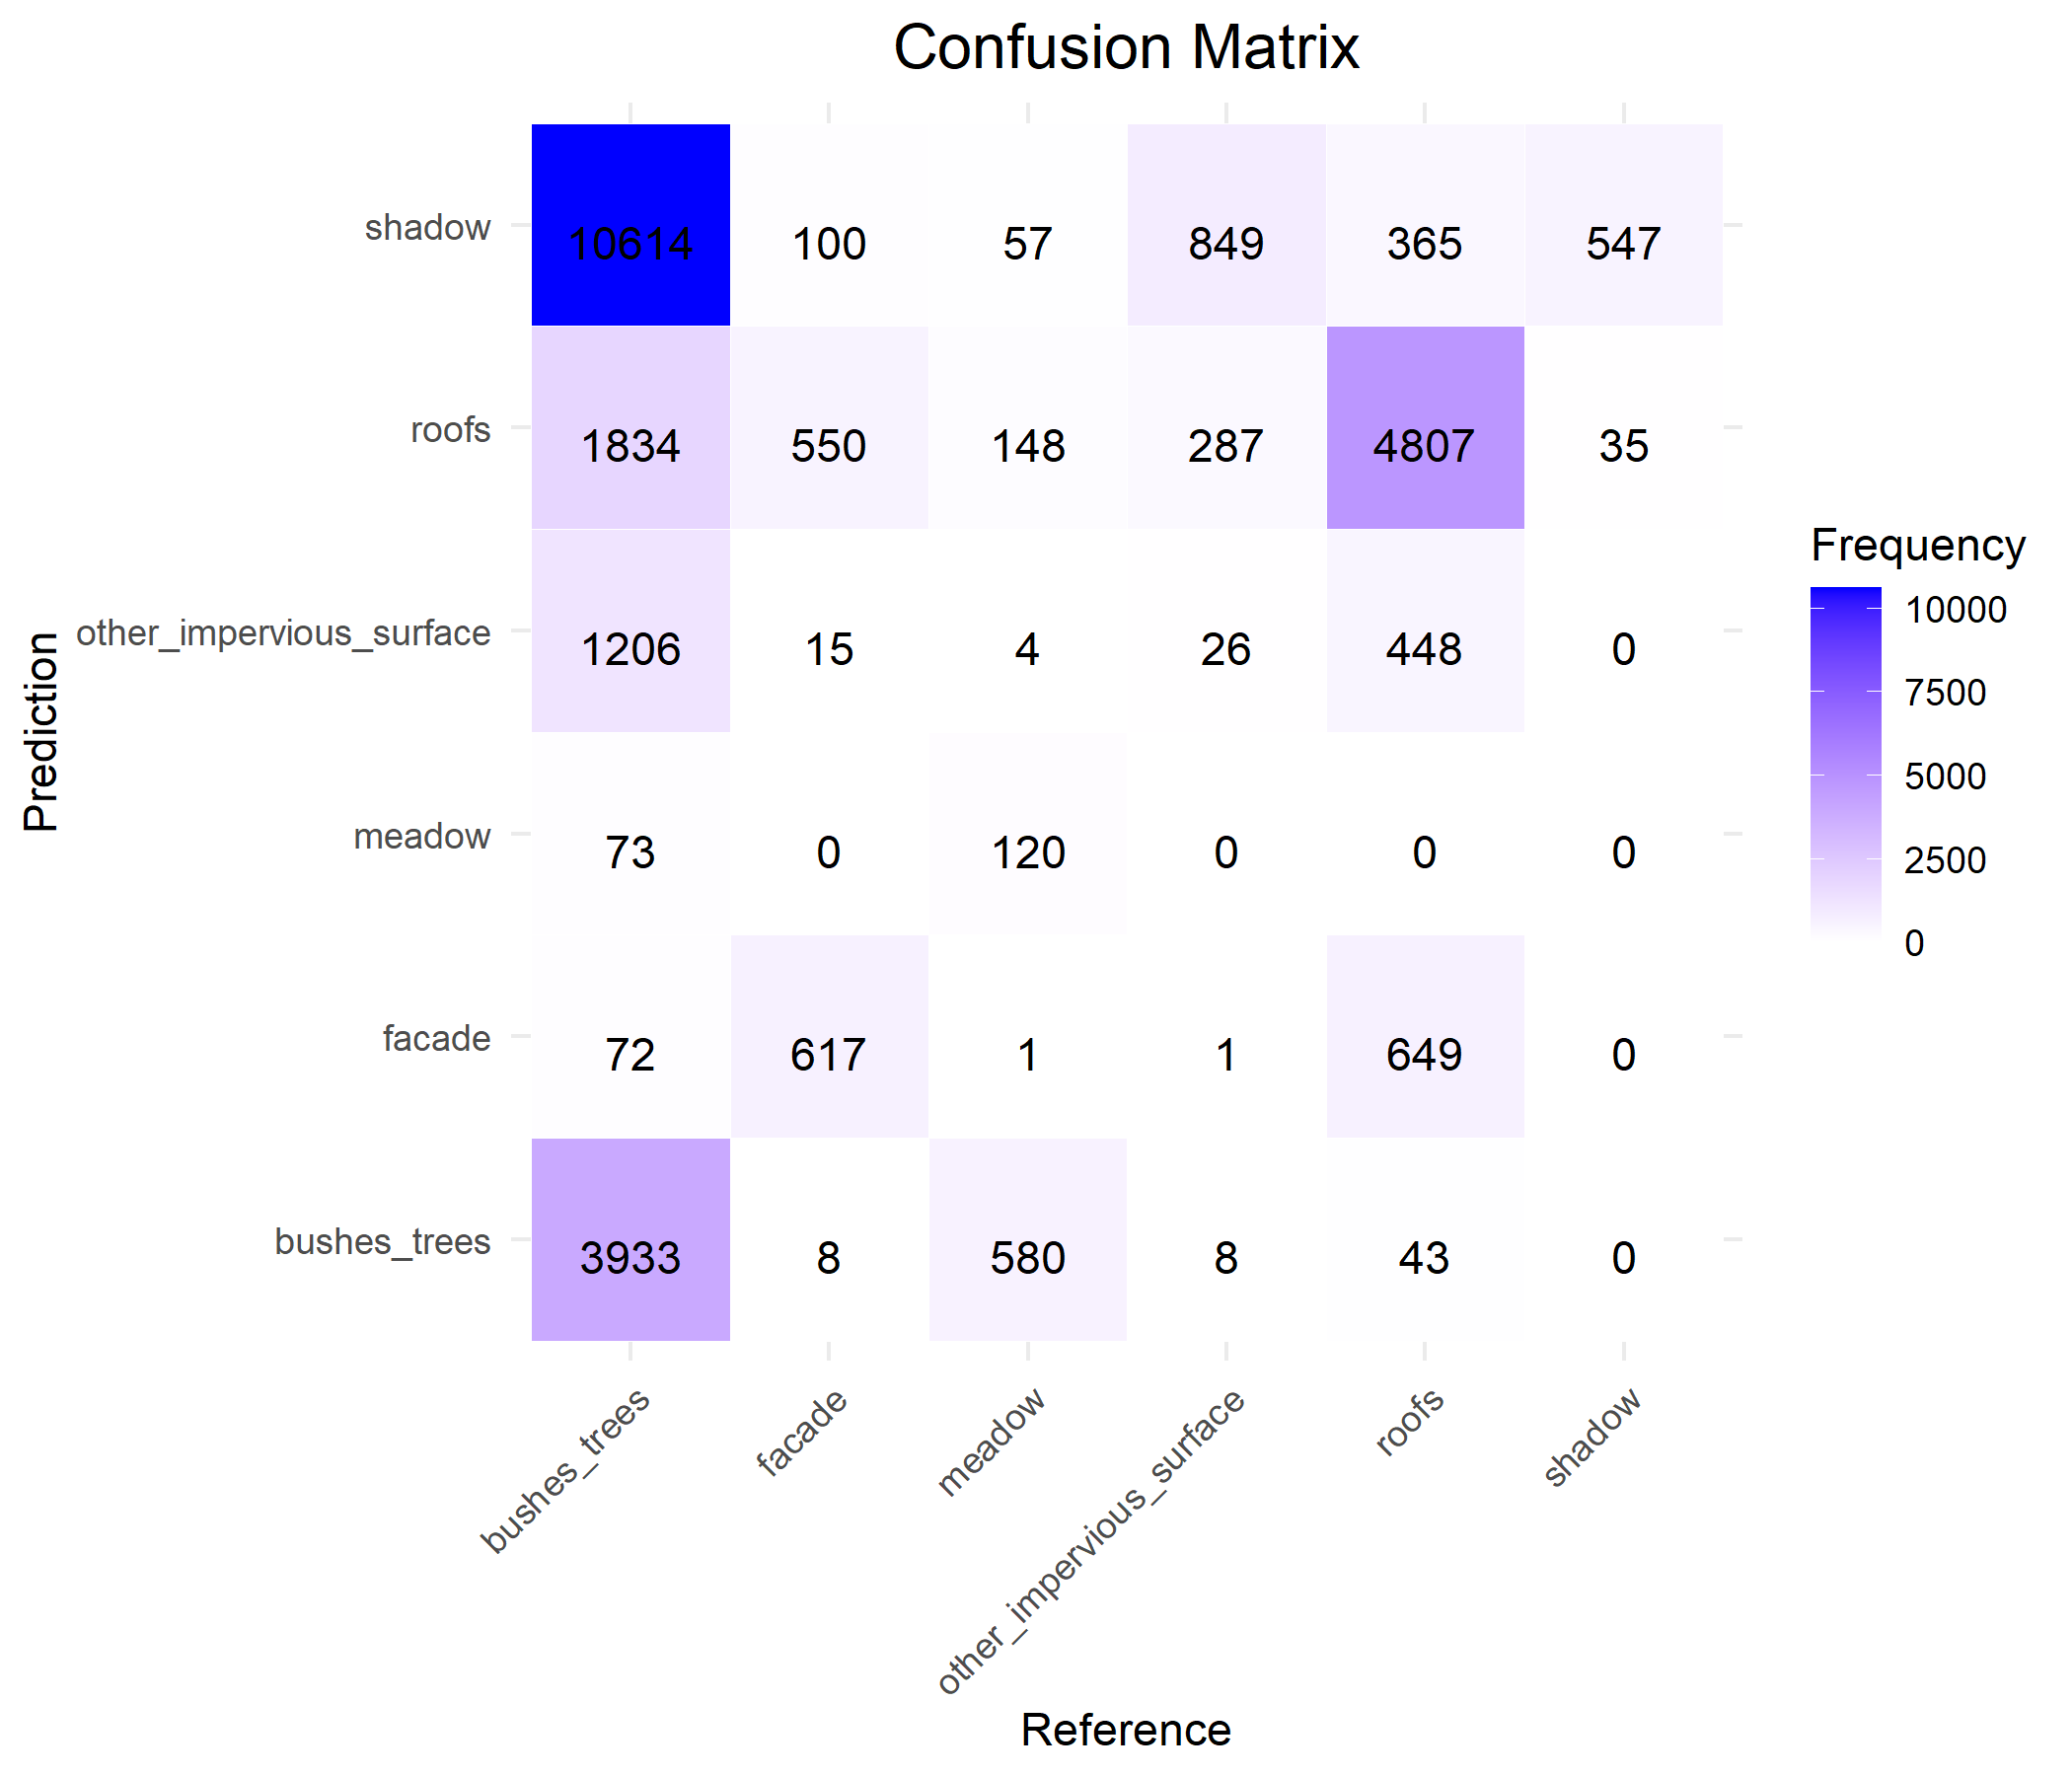 Confusion Matrix
shadow 10614 100 57 849 365 547
roofs 1834 550 148 287 4807 35
other_impervious_surface 1206 15 4 26 448 0
meadow 73 0 120 0 0 0
facade 72 617 1 1 649 0
bushes_trees 3933 8 580 8 43 0
Prediction
bushes_trees facade meadow other_impervious_surface roofs shadow
Reference
Frequency
10000
7500
5000
2500
0